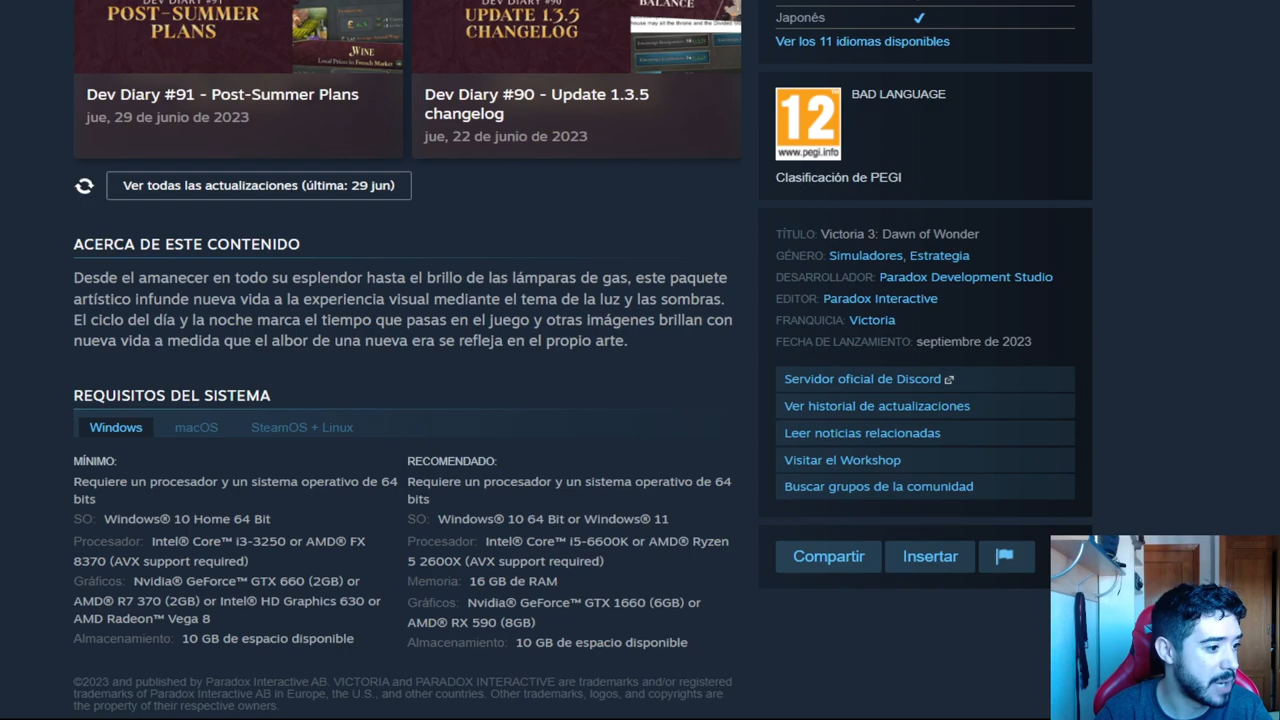 DEV DIARY #91
POST-SUMMER
PLANS
WINE
Local Prices in French Market
DEV DIARY #90
UPDATE 1.3.5
CHANGELOG
BALANCE
Dev Diary #91 - Post-Summer Plans
jue, 29 de junio de 2023
Dev Diary #90 - Update 1.3.5
changelog
jue, 22 de junio de 2023
Ver todas las actualizaciones (última: 29 jun)
ACERCA DE ESTE CONTENIDO
Desde el amanecer en todo su esplendor hasta el brillo de las lámparas de gas, este paquete
artístico infunde nueva vida a la experiencia visual mediante el tema de la luz y las sombras.
El ciclo del día y la noche marca el tiempo que pasas en el juego y otras imágenes brillan con
nueva vida a medida que el albor de una nueva era se refleja en el propio arte.
REQUISITOS DEL SISTEMA
Windows macOS SteamOS + Linux
MÍNIMO:
Requiere un procesador y un sistema operativo de 64
bits
SO: Windows® 10 Home 64 Bit
Procesador: Intel® Core™ i3-3250 or AMD® FX
8370 (AVX support required)
Gráficos: Nvidia® GeForce™ GTX 660 (2GB) or
AMD® R7 370 (2GB) or Intel® HD Graphics 630 or
AMD Radeon™ Vega 8
Almacenamiento: 10 GB de espacio disponible
RECOMENDADO:
Requiere un procesador y un sistema operativo de 64
bits
SO: Windows® 10 64 Bit or Windows® 11
Procesador: Intel® Core™ i5-6600K or AMD® Ryzen
5 2600X (AVX support required)
Memoria: 16 GB de RAM
Gráficos: Nvidia® GeForce™ GTX 1660 (6GB) or
AMD® RX 590 (8GB)
Almacenamiento: 10 GB de espacio disponible
©2023 and published by Paradox Interactive AB. VICTORIA and PARADOX INTERACTIVE are trademarks and/or registered
trademarks of Paradox Interactive AB in Europe, the U.S., and other countries. Other trademarks, logos, and copyrights are
the property of their respective owners.
Japonés
Ver los 11 idiomas disponibles
12
www.pegi.info
BAD LANGUAGE
Clasificación de PEGI
TÍTULO: Victoria 3: Dawn of Wonder
GÉNERO: Simuladores, Estrategia
DESARROLLADOR: Paradox Development Studio
EDITOR: Paradox Interactive
FRANQUICIA: Victoria
FECHA DE LANZAMIENTO: septiembre de 2023
Servidor oficial de Discord
Ver historial de actualizaciones
Leer noticias relacionadas
Visitar el Workshop
Buscar grupos de la comunidad
Compartir Insertar